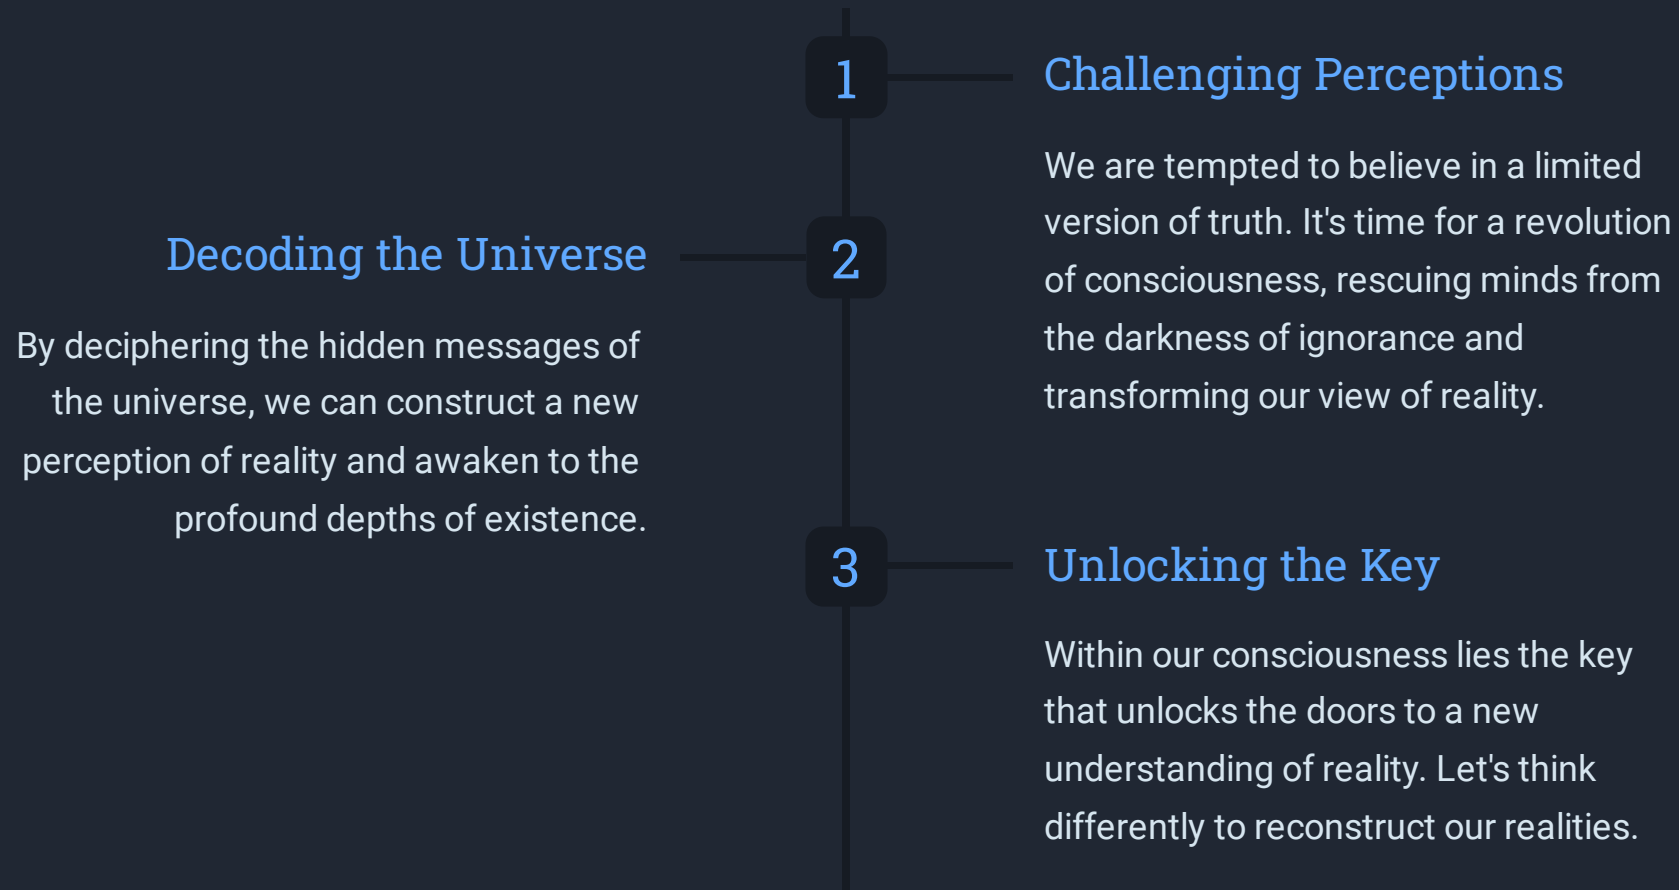 1
Challenging Perceptions
We are tempted to believe in a limited
version of truth. It's time for a revolution
of consciousness, rescuing minds from
the darkness of ignorance and
transforming our view of reality.
2
Decoding the Universe
By deciphering the hidden messages of
the universe, we can construct a new
perception of reality and awaken to the
profound depths of existence.
3
Unlocking the Key
Within our consciousness lies the key
that unlocks the doors to a new
understanding of reality. Let's think
differently to reconstruct our realities.